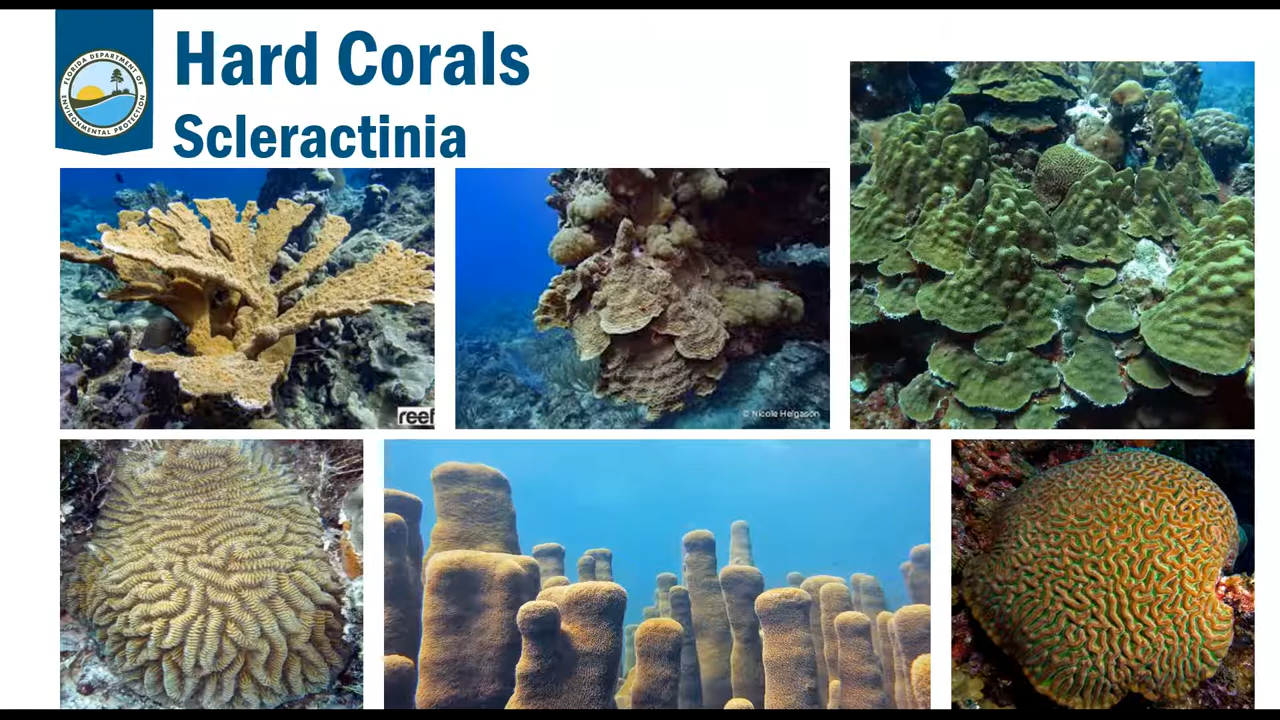 Hard Corals
Scleractinia
FLORIDA DEPARTMENT OF
ENVIRONMENTAL PROTECTION
reef
© Nicole Helgason